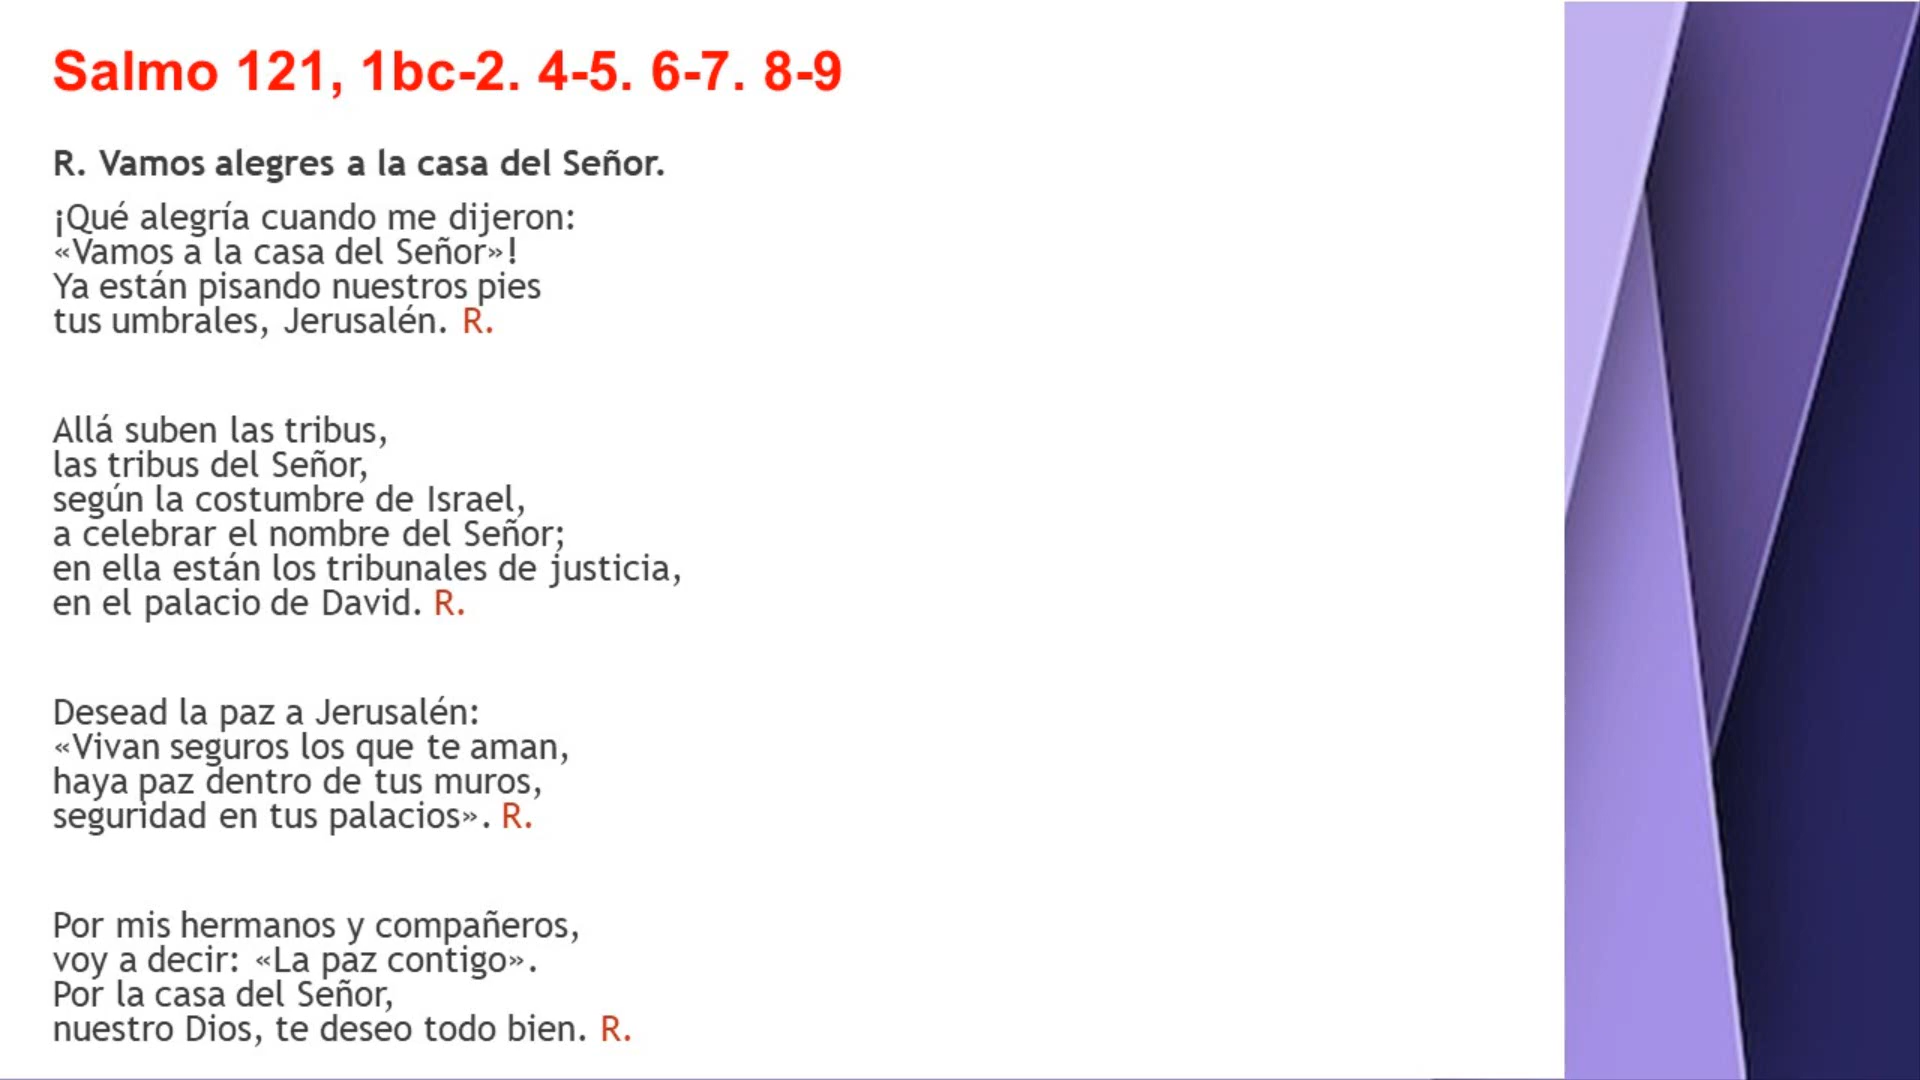 Salmo 121, 1bc-2. 4-5. 6-7. 8-9
R. Vamos alegres a la casa del Señor.
¡Qué alegría cuando me dijeron:
«Vamos a la casa del Señor»!
Ya están pisando nuestros pies
tus umbrales, Jerusalén. R.
Allá suben las tribus,
las tribus del Señor,
según la costumbre de Israel,
a celebrar el nombre del Señor;
en ella están los tribunales de justicia,
en el palacio de David. R.
Desead la paz a Jerusalén:
«Vivan seguros los que te aman,
haya paz dentro de tus muros,
seguridad en tus palacios». R.
Por mis hermanos y compañeros,
voy a decir: «La paz contigo».
Por la casa del Señor,
nuestro Dios, te deseo todo bien. R.